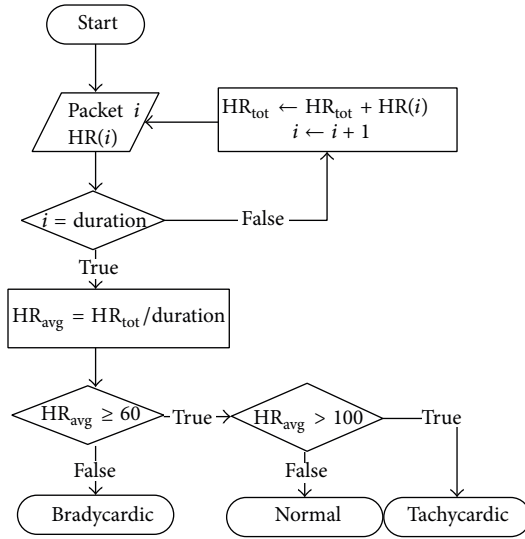 Start
Packet i
HR(i)
HR_tot ← HR_tot + HR(i)
i ← i + 1
i = duration
False
True
HR_avg = HR_tot/duration
HR_avg ≥ 60
True
HR_avg > 100
True
False
False
Bradycardic
Normal
Tachycardic